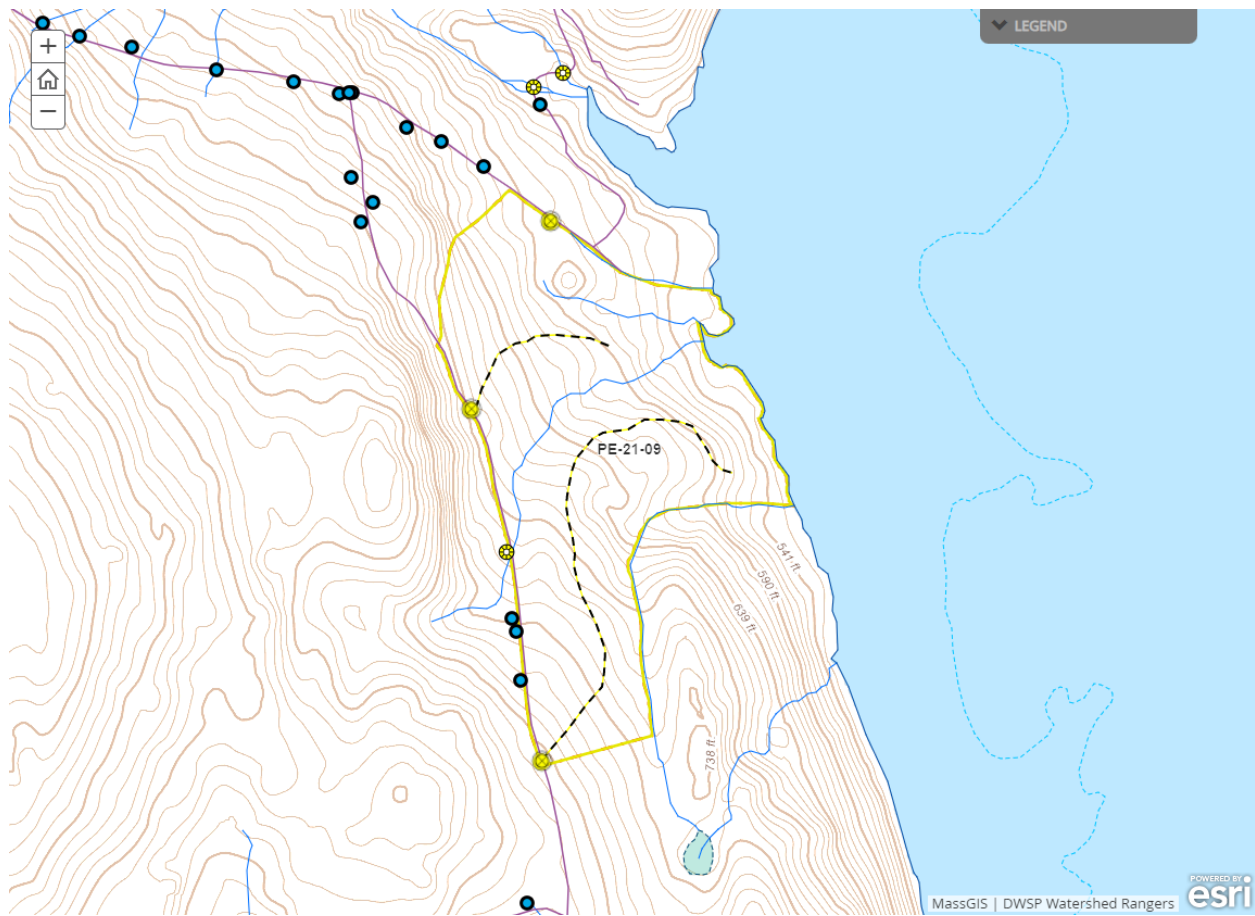 +
LEGEND
−
PE-21-09
541 ft
590 ft
639 ft
738 ft
MassGIS | DWSP Watershed Rangers
POWERED BY
esri